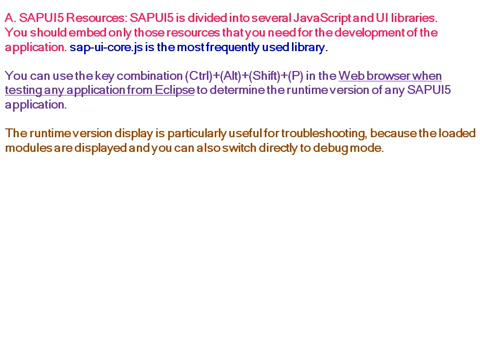 A. SAPUI5 Resources: SAPUI5 is divided into several JavaScript and UI libraries.
You should embed only those resources that you need for the development of the
application. sap-ui-core.js is the most frequently used library.
You can use the key combination (Ctrl)+(Alt)+(Shift)+(P) in the Web browser when
testing any application from Eclipse to determine the runtime version of any SAPUI5
application.
The runtime version display is particularly useful for troubleshooting, because the loaded
modules are displayed and you can also switch directly to debug mode.